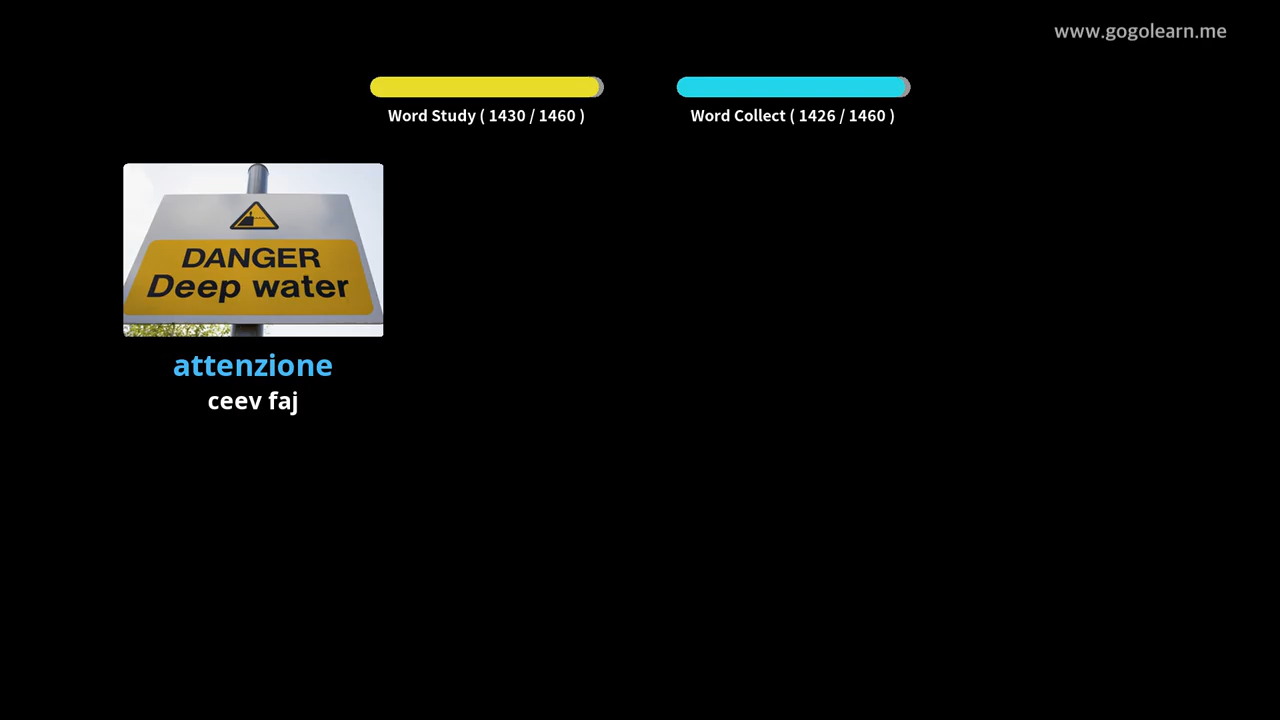 www.gogolearn.me
Word Study ( 1430 / 1460 )
Word Collect ( 1426 / 1460 )
DANGER
Deep water
attenzione
ceev faj